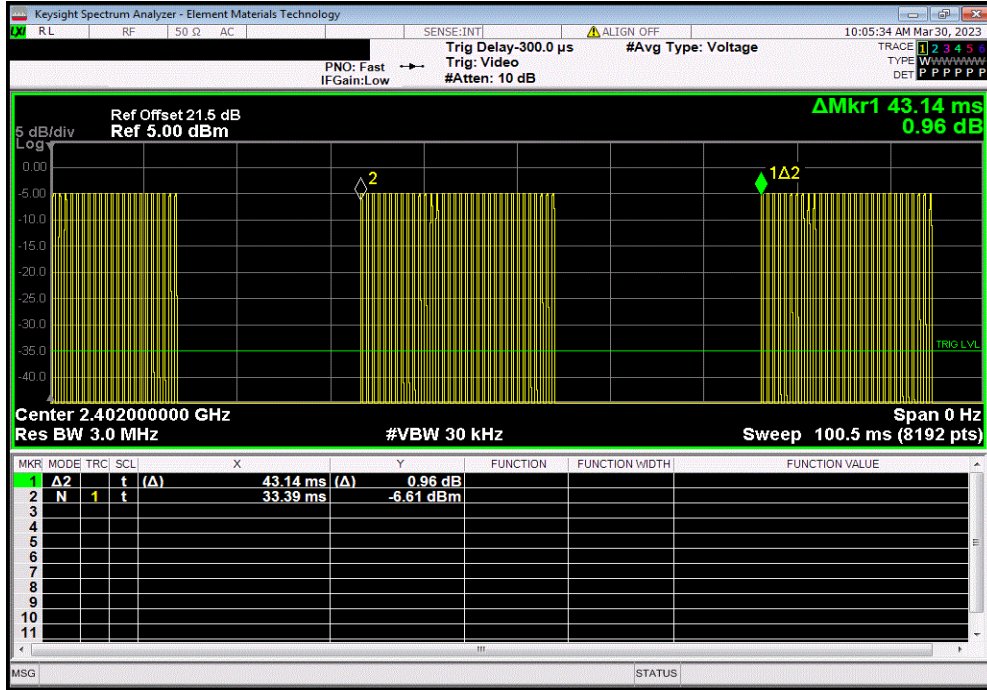 Keysight Spectrum Analyzer - Element Materials Technology
LXI RL RF 50 Ω AC SENSE:INT ALIGN OFF 10:05:34 AM Mar 30, 2023
Trig Delay-300.0 µs #Avg Type: Voltage TRACE 1 2 3 4 5 6
PNO: Fast Trig: Video TYPE WWWWWW
IFGain:Low #Atten: 10 dB DET P P P P P P
ΔMkr1 43.14 ms
0.96 dB
Ref Offset 21.5 dB
5 dB/div Ref 5.00 dBm
Log
0.00
-5.00
-10.0
-15.0
-20.0
-25.0
-30.0
-35.0
-40.0
2
1Δ2
TRIG LVL
Center 2.402000000 GHz Span 0 Hz
Res BW 3.0 MHz #VBW 30 kHz Sweep 100.5 ms (8192 pts)
MKR MODE TRC SCL X Y FUNCTION FUNCTION WIDTH FUNCTION VALUE
1 Δ2 t (Δ) 43.14 ms (Δ) 0.96 dB
2 N 1 t 33.39 ms -6.61 dBm
3
4
5
6
7
8
9
10
11
MSG STATUS